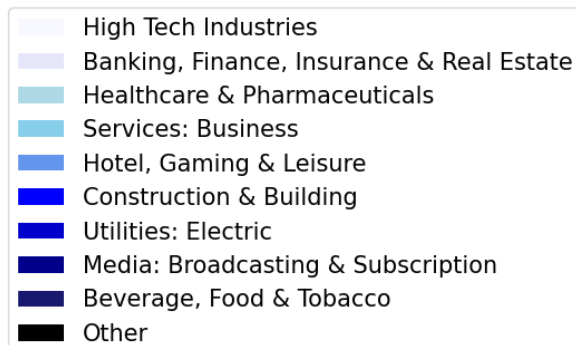 High Tech Industries
Banking, Finance, Insurance & Real Estate
Healthcare & Pharmaceuticals
Services: Business
Hotel, Gaming & Leisure
Construction & Building
Utilities: Electric
Media: Broadcasting & Subscription
Beverage, Food & Tobacco
Other